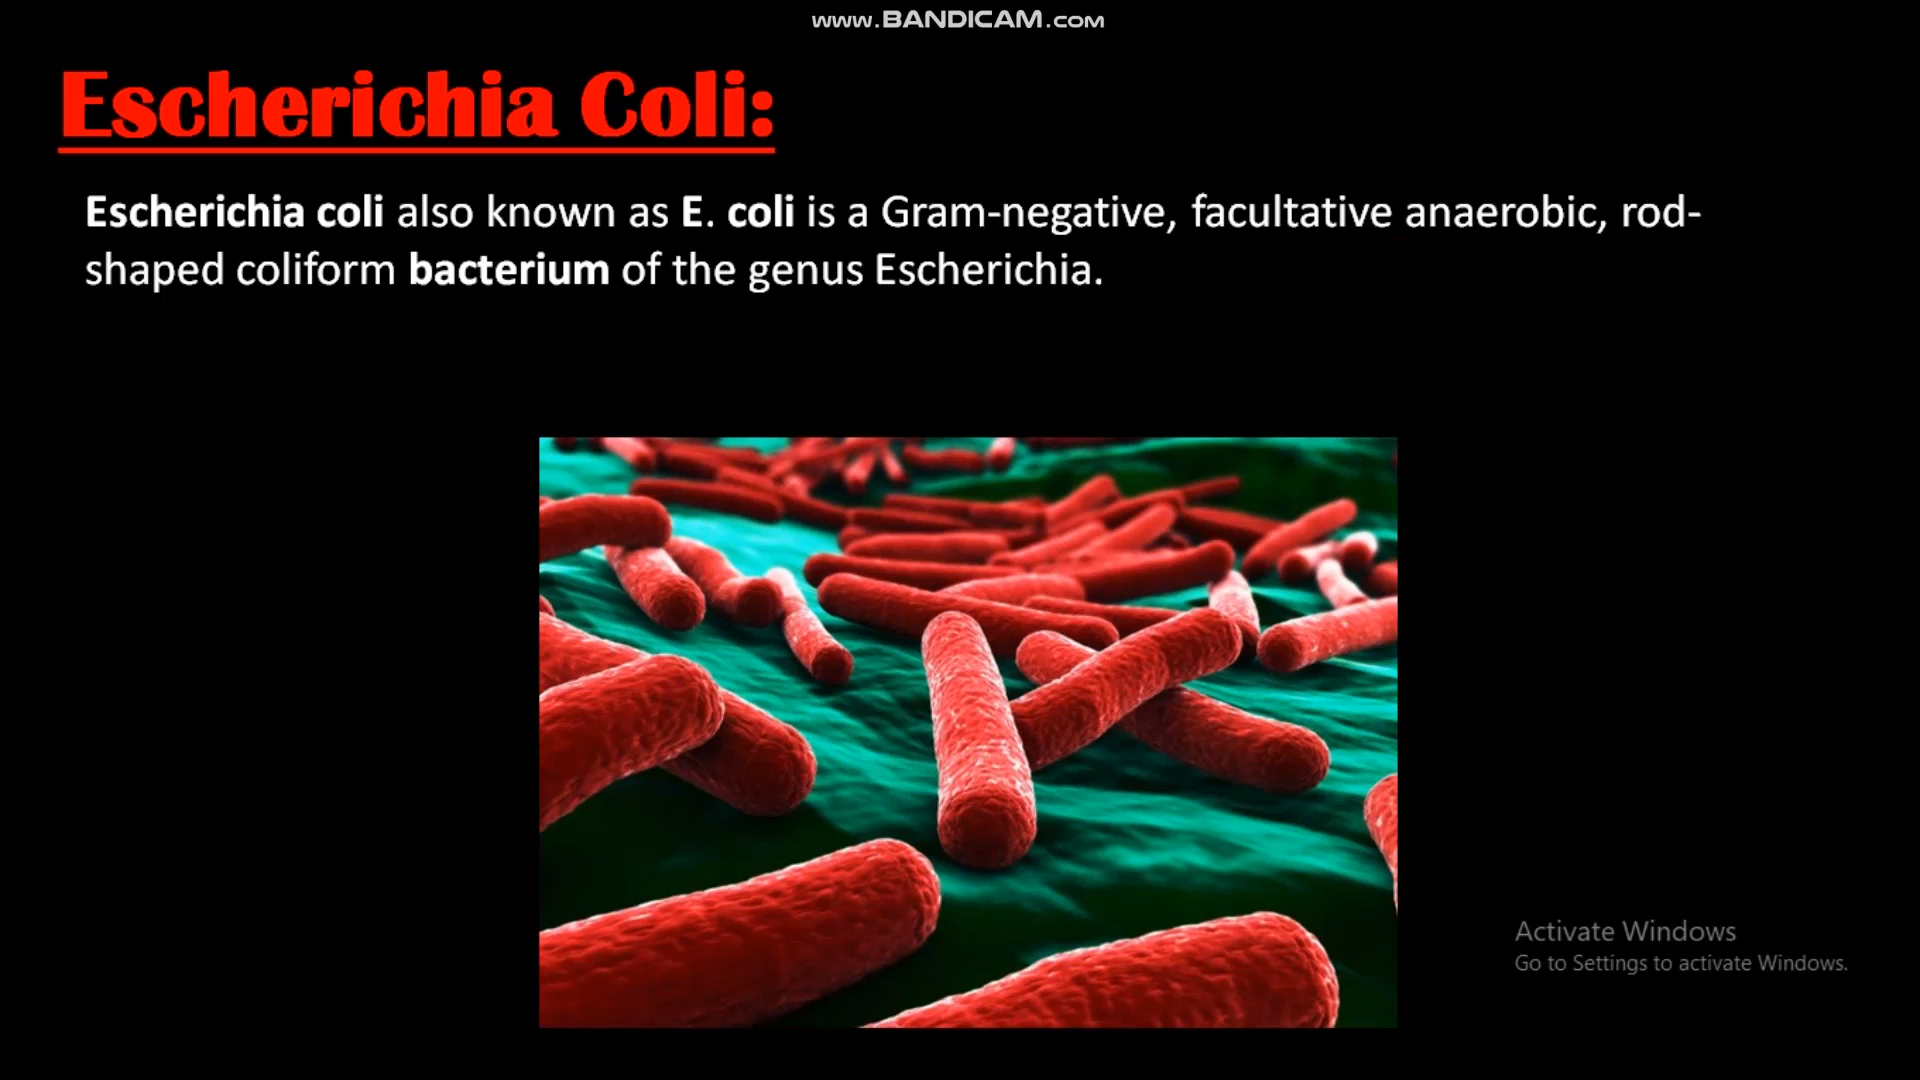 www.BANDICAM.com
Escherichia Coli:
Escherichia coli also known as E. coli is a Gram-negative, facultative anaerobic, rod-
shaped coliform bacterium of the genus Escherichia.
Activate Windows
Go to Settings to activate Windows.